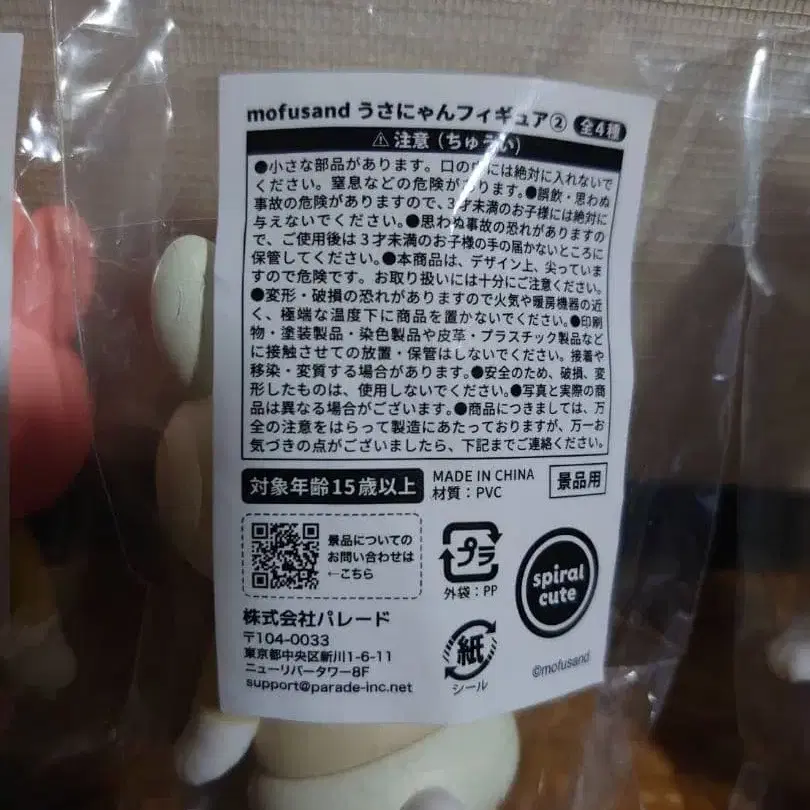 mofusand うさにゃんフィギュア② 全4種
⚠注意（ちゅうい）
●小さな部品があります。口の中には絶対に入れないで
ください。窒息などの危険があります。●誤飲・思わぬ
事故の危険がありますので、3才未満のお子様には絶対に
与えないでください。●思わぬ事故の恐れがありますの
で、ご使用後は3才未満のお子様の手の届かないところに
保管してください。●本商品は、デザイン上、尖っていま
すので危険です。お取り扱いには十分にご注意ください。
●変形・破損の恐れがありますので火気や暖房機器の近
く、極端な温度下に商品を置かないでください。●印刷
物・塗装製品・染色製品や皮革・プラスチック製品など
に接触させての放置・保管はしないでください。接着や
移染・変質する場合があります。●安全のため、破損、変
形したものは、使用しないでください。●写真と実際の商
品は異なる場合がございます。●商品につきましては、万
全の注意をはらって製造にあたっておりますが、万一お
気づきの点がございましたら、下記までご連絡ください。
対象年齢15歳以上
MADE IN CHINA
材質：PVC
景品用
景品についての
お問い合わせは
←こちら
プラ
外袋：PP
spiral
cute
株式会社パレード
〒104-0033
東京都中央区新川1-6-11
ニューリバータワー8F
support@parade-inc.net
紙
シール
©mofusand